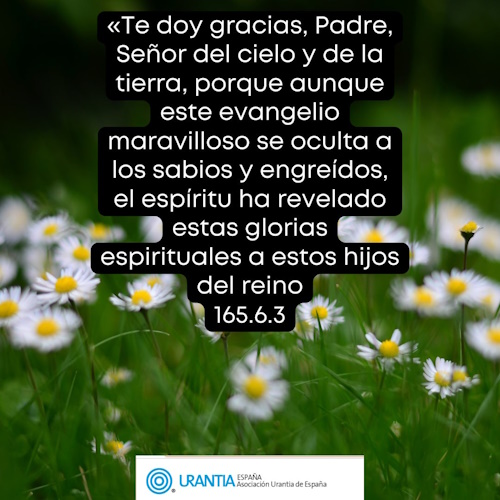 «Te doy gracias, Padre,
Señor del cielo y de la
tierra, porque aunque
este evangelio
maravilloso se oculta a
los sabios y engreídos,
el espíritu ha revelado
estas glorias
espirituales a estos hijos
del reino
165.6.3
URANTIA ESPAÑA
® Asociación Urantia de España